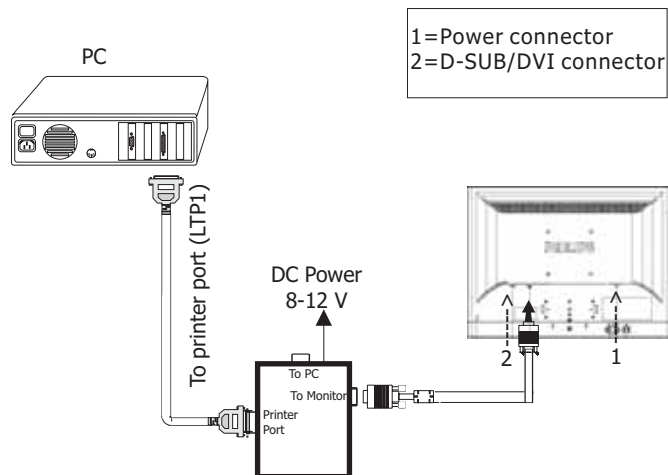 1=Power connector
2=D-SUB/DVI connector
PC
To printer port (LTP1)
DC Power
8-12 V
PHILIPS
2
1
To PC
To Monitor
Printer
Port